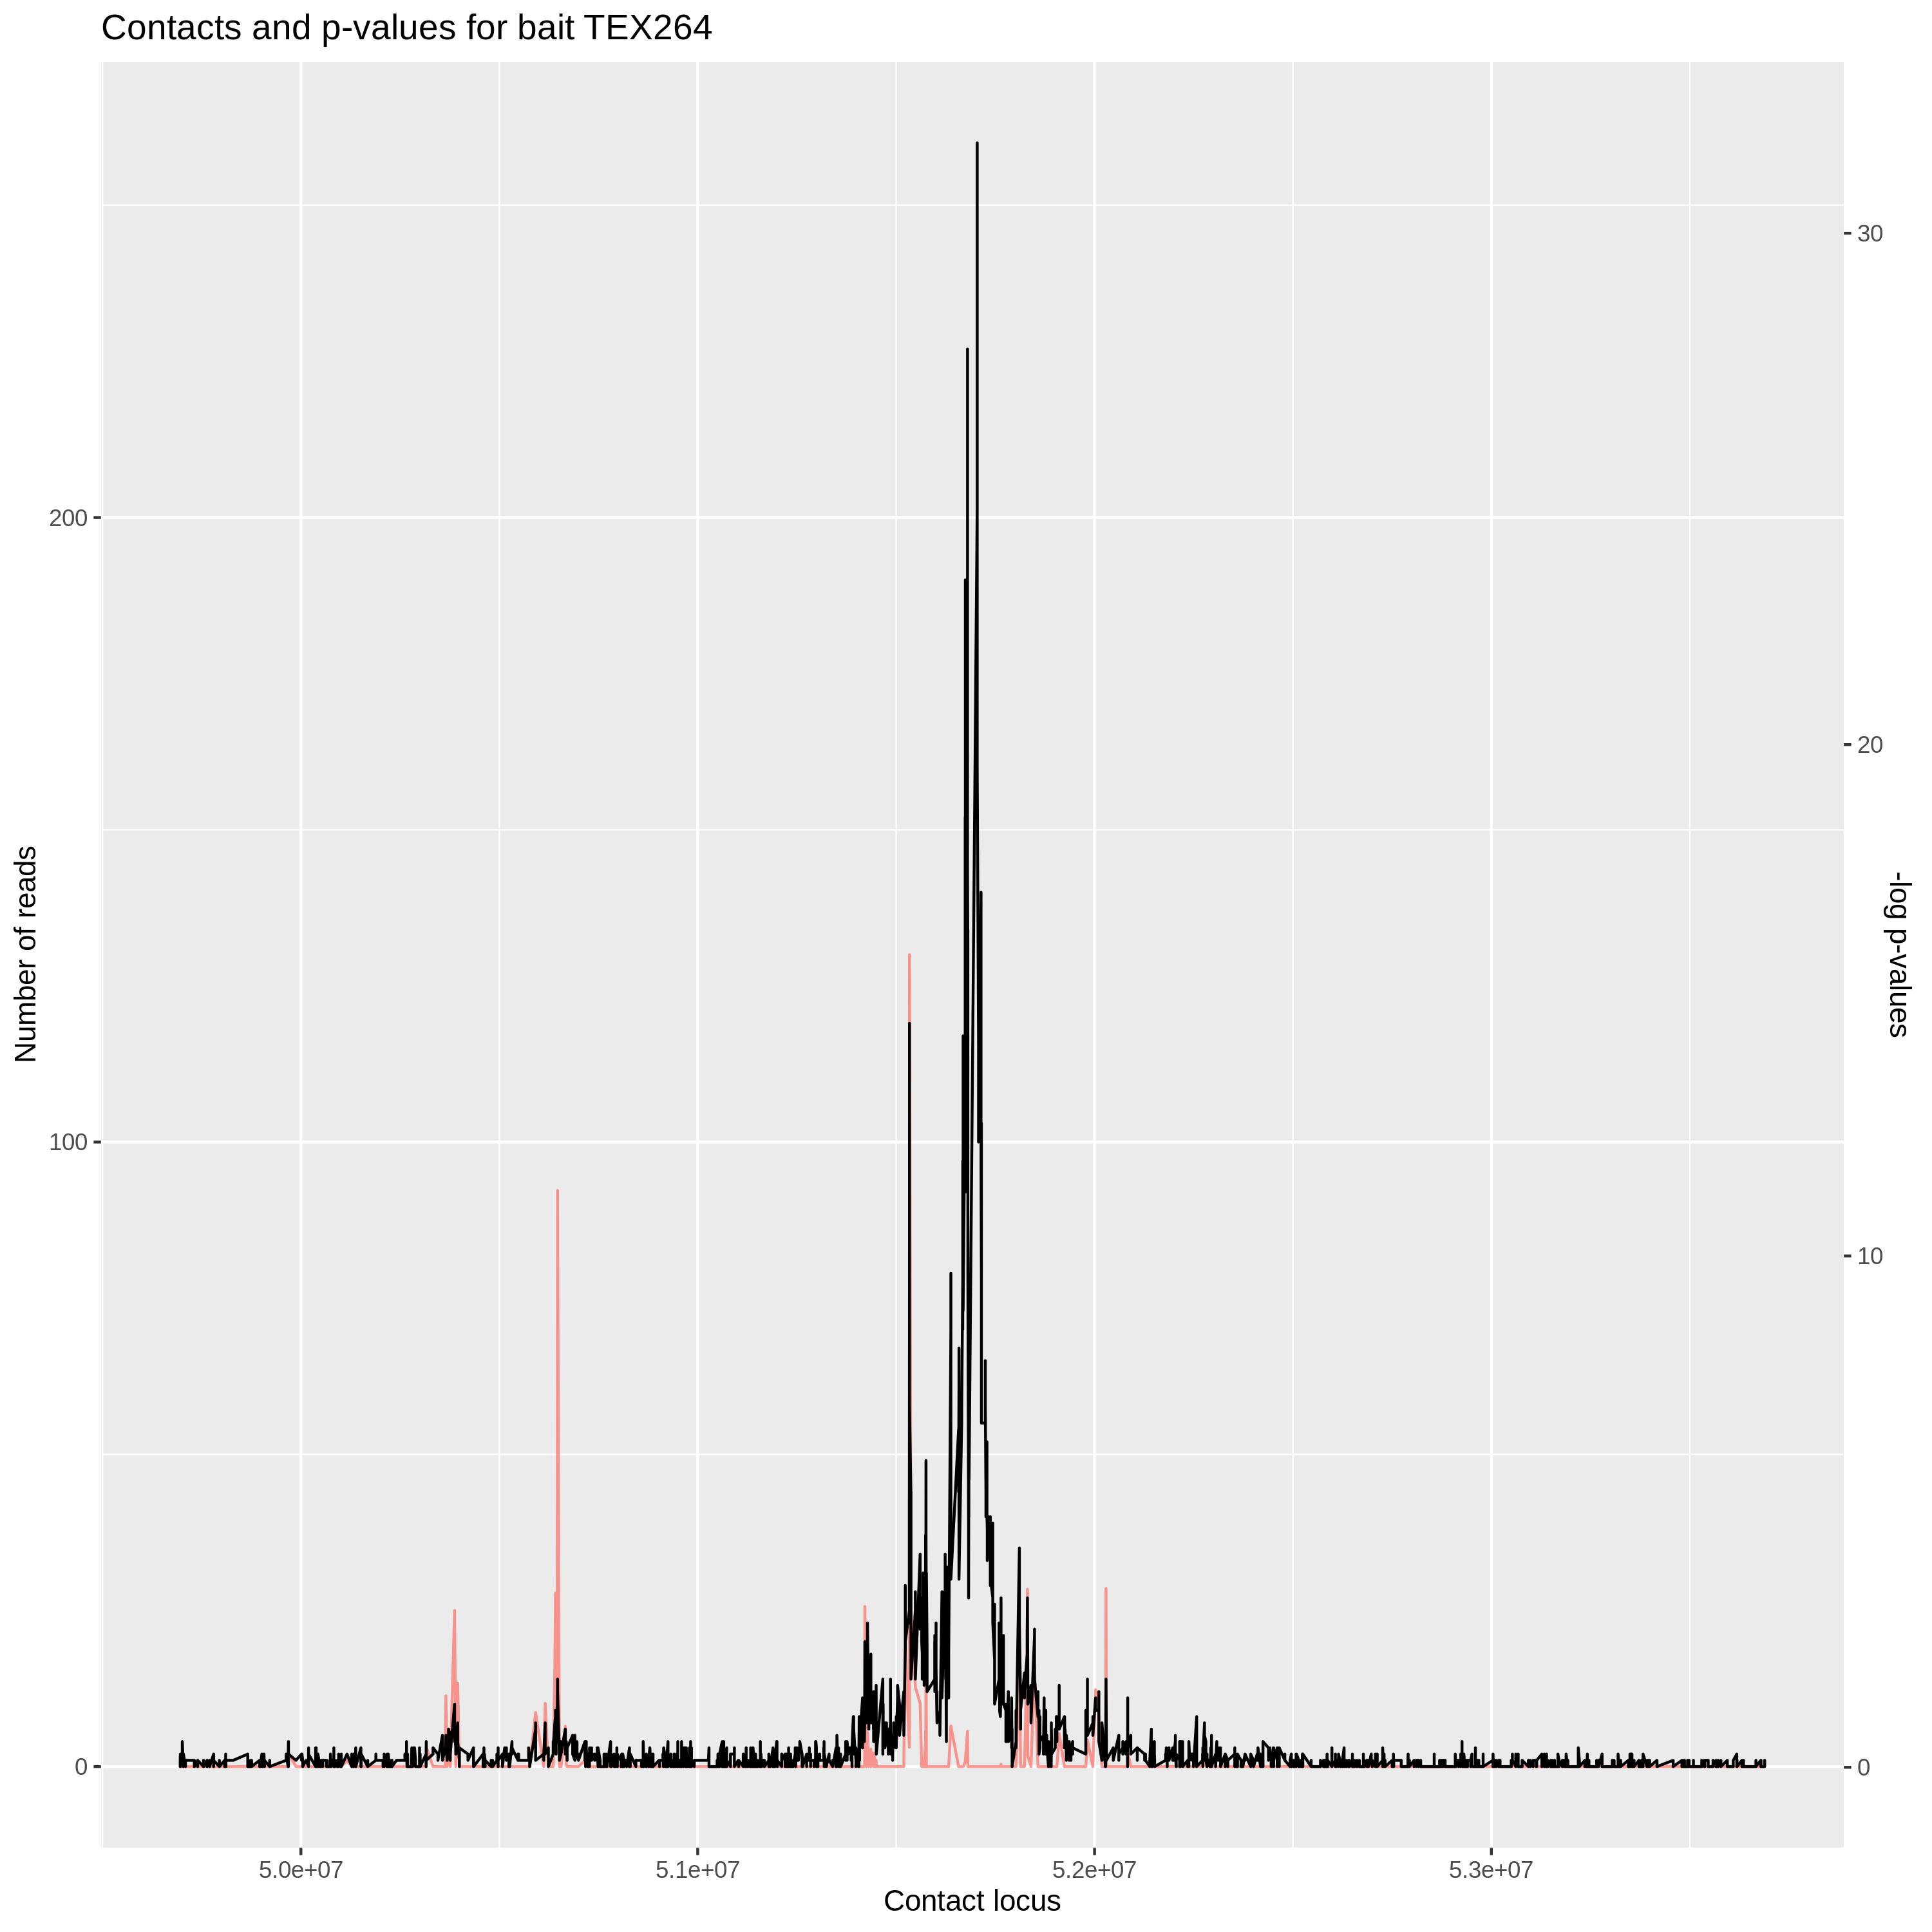 Contacts and p-values for bait TEX264
30
200
20
Number of reads
-log p-values
100
10
0
0
5.0e+07
5.1e+07
5.2e+07
5.3e+07
Contact locus